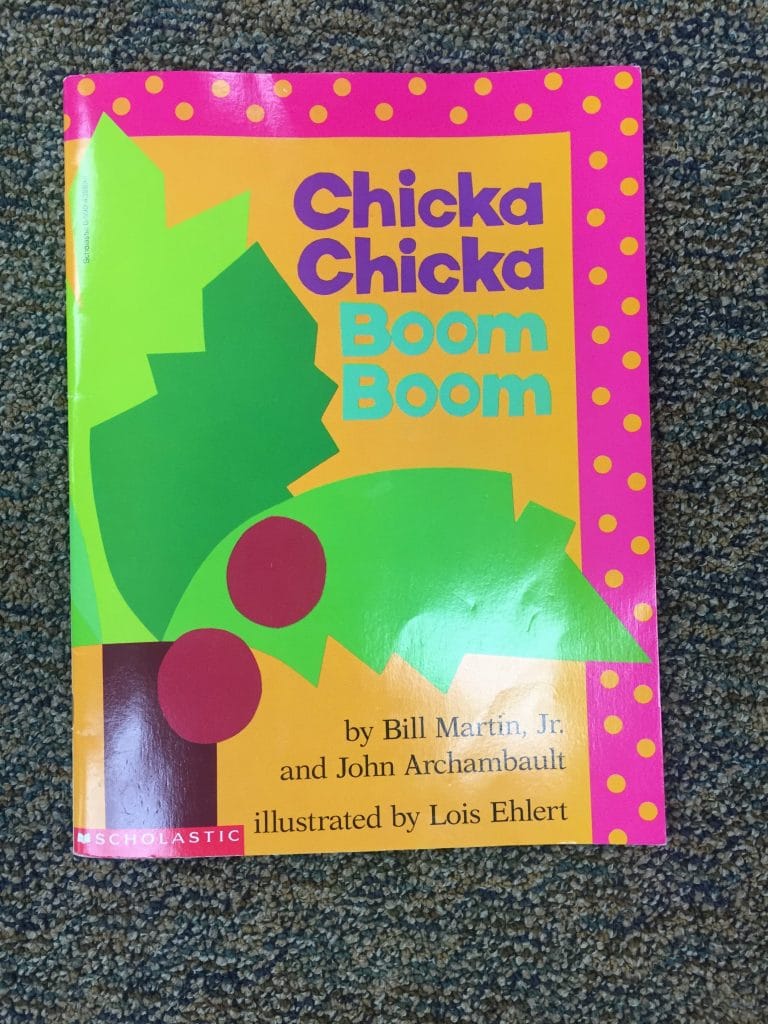 Chicka
Chicka
Boom
Boom
by Bill Martin, Jr.
and John Archambault
illustrated by Lois Ehlert
SCHOLASTIC